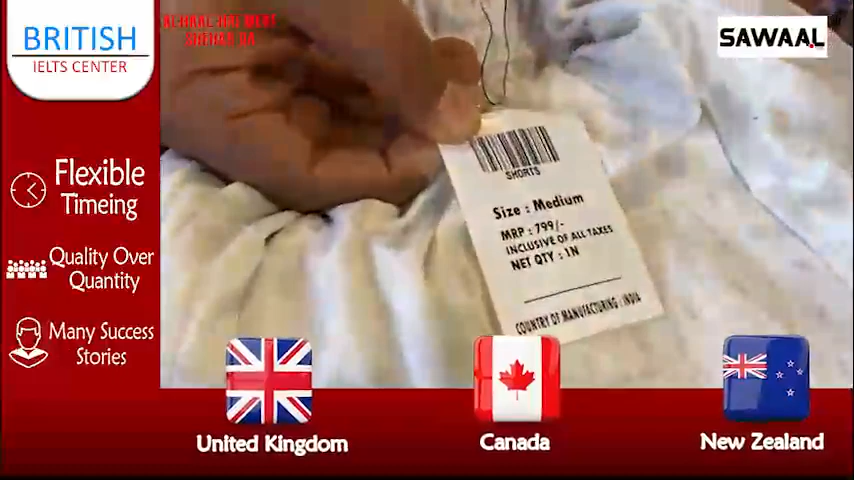 BRITISH
IELTS CENTER
SAWAAL
Flexible
Timeing
Quality Over
Quantity
Many Success
Stories
SHORTS
Size : Medium
MRP : 799/-
INCLUSIVE OF ALL TAXES
NET QTY : 1N
COUNTRY OF MANUFACTURING : INDIA
United Kingdom
Canada
New Zealand